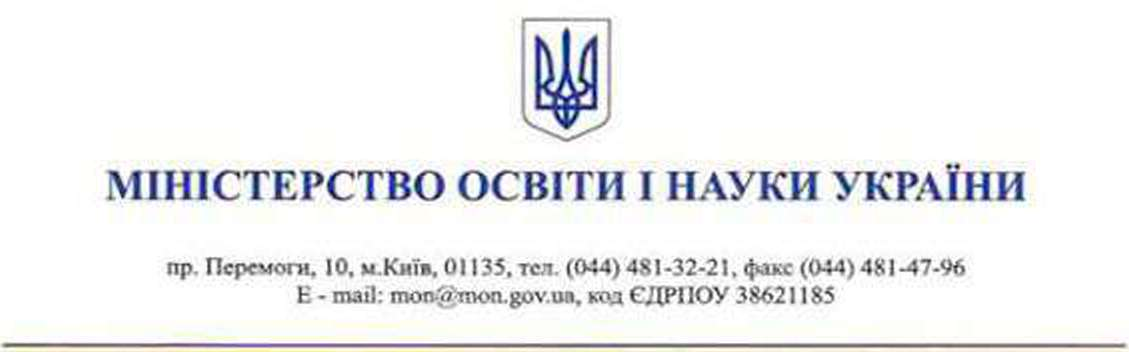 МІНІСТЕРСТВО ОСВІТИ І НАУКИ УКРАЇНИ
пр. Перемоги, 10, м.Київ, 01135, тел. (044) 481-32-21, факс (044) 481-47-96
E - mail: mon@mon.gov.ua, код ЄДРПОУ 38621185